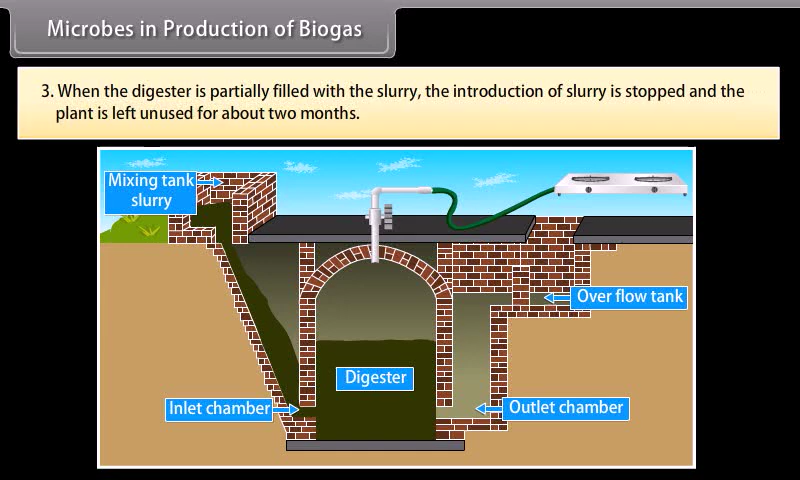 Microbes in Production of Biogas
3. When the digester is partially filled with the slurry, the introduction of slurry is stopped and the
plant is left unused for about two months.
Mixing tank
slurry
Over flow tank
Digester
Inlet chamber
Outlet chamber